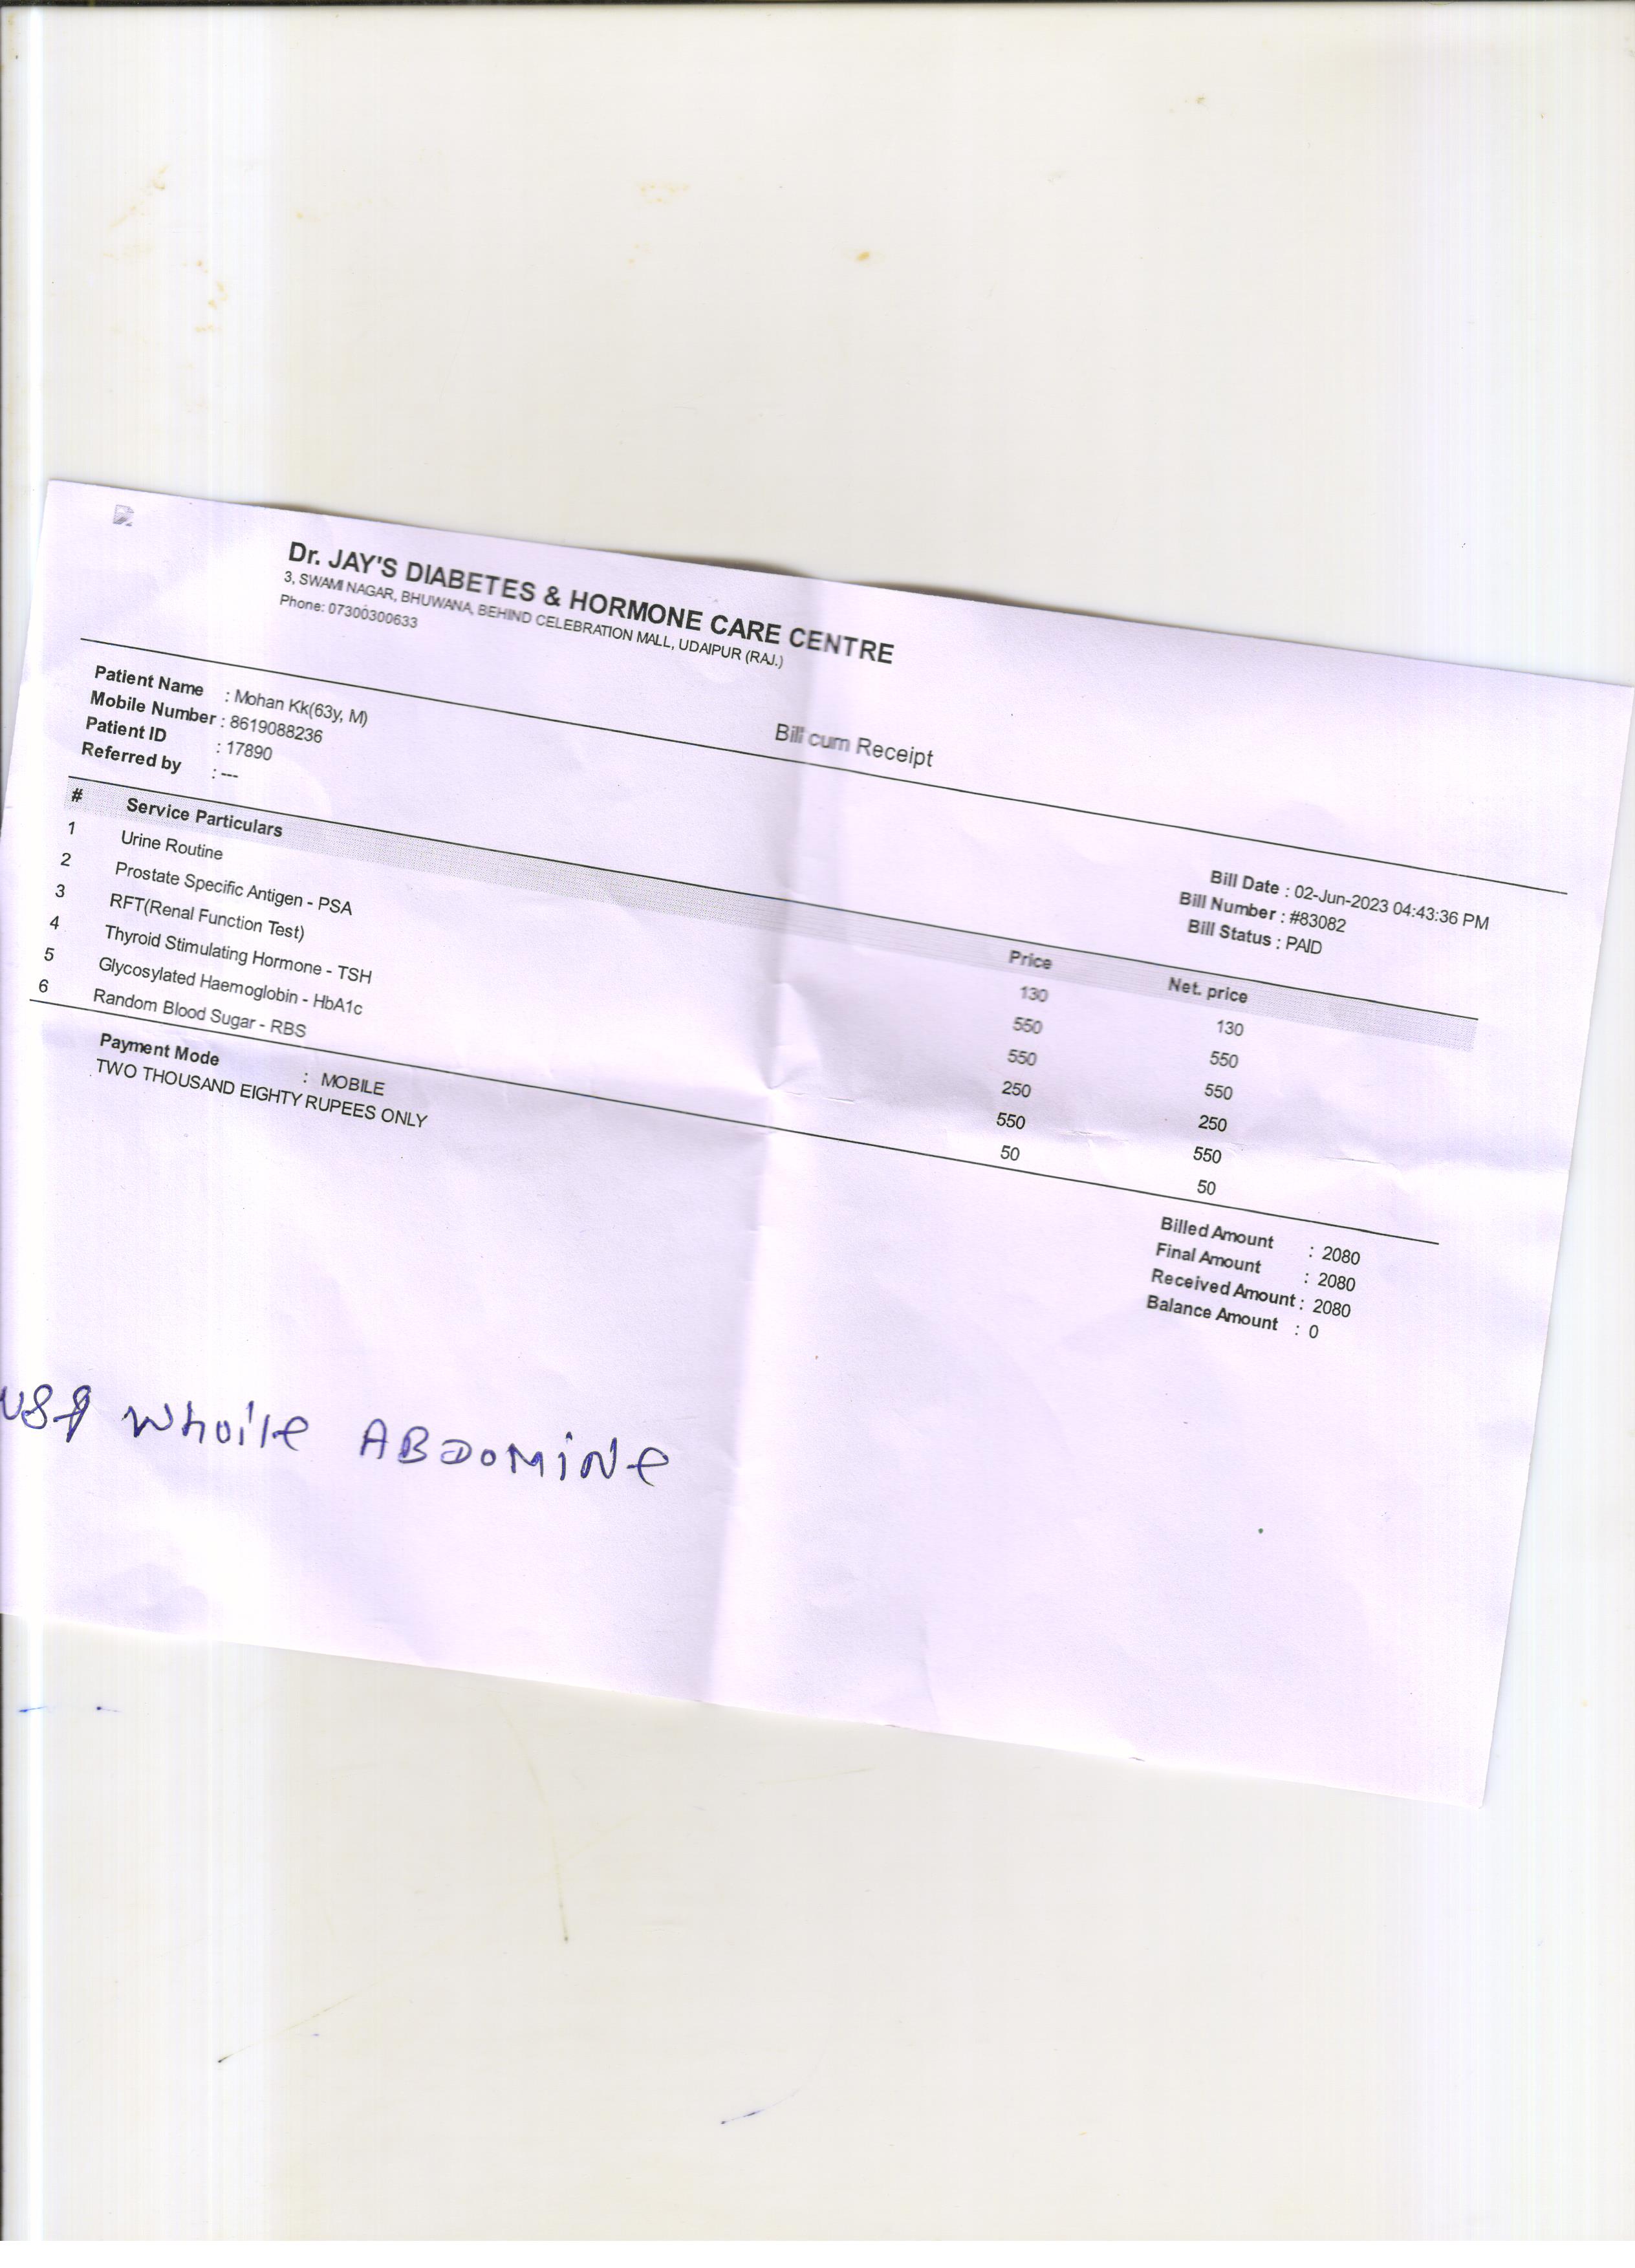 Dr. JAY'S DIABETES & HORMONE CARE CENTRE
3, SWAMI NAGAR, BHUWANA, BEHIND CELEBRATION MALL, UDAIPUR (RAJ.)
Phone: 07300300633
Bill cum Receipt
Patient Name : Mohan Kk(63y, M)
Mobile Number : 8619088236
Patient ID : 17890
Referred by : ---
Bill Date : 02-Jun-2023 04:43:36 PM
Bill Number : #83082
Bill Status : PAID
# Service Particulars Price Net. price
1 Urine Routine 130 130
2 Prostate Specific Antigen - PSA 550 550
3 RFT(Renal Function Test) 550 550
4 Thyroid Stimulating Hormone - TSH 250 250
5 Glycosylated Haemoglobin - HbA1c 550 550
6 Random Blood Sugar - RBS 50 50
Payment Mode : MOBILE
TWO THOUSAND EIGHTY RUPEES ONLY
Billed Amount : 2080
Final Amount : 2080
Received Amount : 2080
Balance Amount : 0
USG Whoile ABDOMINE